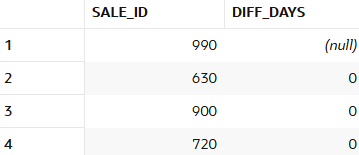 SALE_ID DIFF_DAYS
1 990 (null)
2 630 0
3 900 0
4 720 0